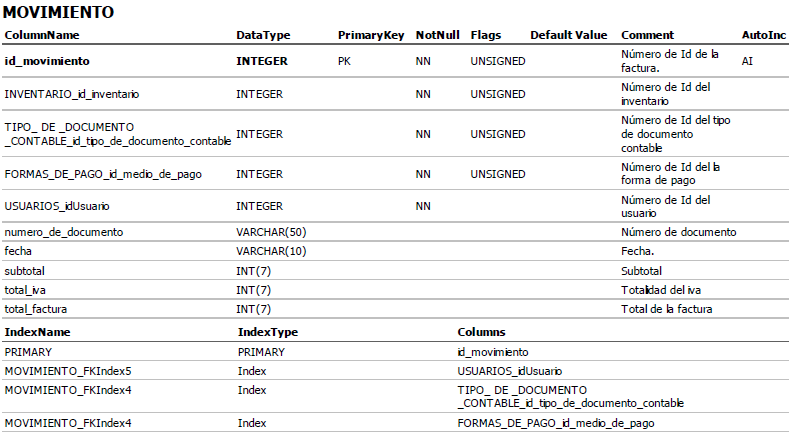 MOVIMIENTO
ColumnName DataType PrimaryKey NotNull Flags Default Value Comment AutoInc
id_movimiento INTEGER PK NN UNSIGNED Número de Id de la factura. AI
INVENTARIO_id_inventario INTEGER NN UNSIGNED Número de Id del inventario
TIPO_ DE _DOCUMENTO _CONTABLE_id_tipo_de_documento_contable INTEGER NN UNSIGNED Número de Id del tipo de documento contable
FORMAS_DE_PAGO_id_medio_de_pago INTEGER NN UNSIGNED Número de Id del la forma de pago
USUARIOS_idUsuario INTEGER NN Número de Id del usuario
numero_de_documento VARCHAR(50) Número de documento
fecha VARCHAR(10) Fecha.
subtotal INT(7) Subtotal
total_iva INT(7) Totalidad del iva
total_factura INT(7) Total de la factura
IndexName IndexType Columns
PRIMARY PRIMARY id_movimiento
MOVIMIENTO_FKIndex5 Index USUARIOS_idUsuario
MOVIMIENTO_FKIndex4 Index TIPO_ DE _DOCUMENTO _CONTABLE_id_tipo_de_documento_contable
MOVIMIENTO_FKIndex4 Index FORMAS_DE_PAGO_id_medio_de_pago